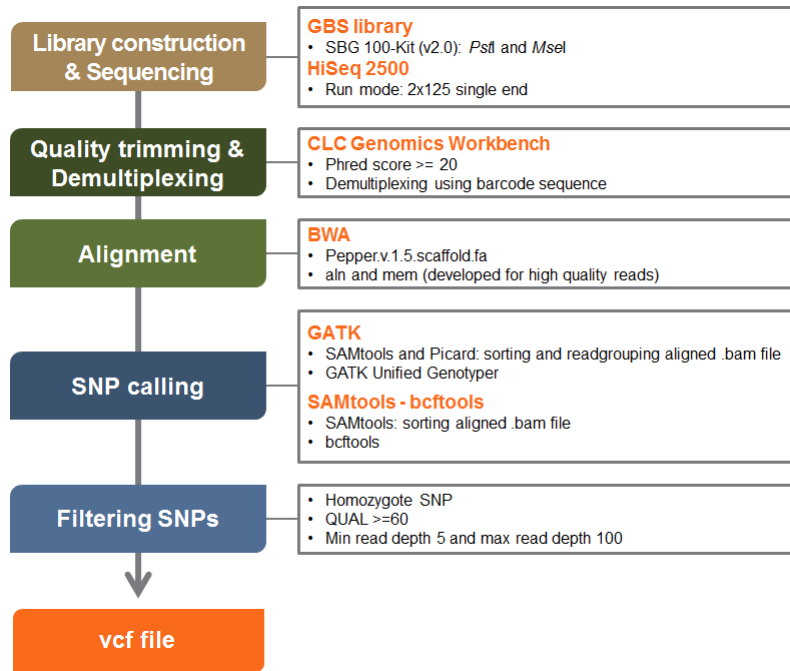 Library construction
& Sequencing
GBS library
• SBG 100-Kit (v2.0): PstI and MseI
HiSeq 2500
• Run mode: 2x125 single end
Quality trimming &
Demultiplexing
CLC Genomics Workbench
• Phred score >= 20
• Demultiplexing using barcode sequence
Alignment
BWA
• Pepper.v.1.5.scaffold.fa
• aln and mem (developed for high quality reads)
SNP calling
GATK
• SAMtools and Picard: sorting and readgrouping aligned .bam file
• GATK Unified Genotyper
SAMtools - bcftools
• SAMtools: sorting aligned .bam file
• bcftools
Filtering SNPs
• Homozygote SNP
• QUAL >=60
• Min read depth 5 and max read depth 100
vcf file